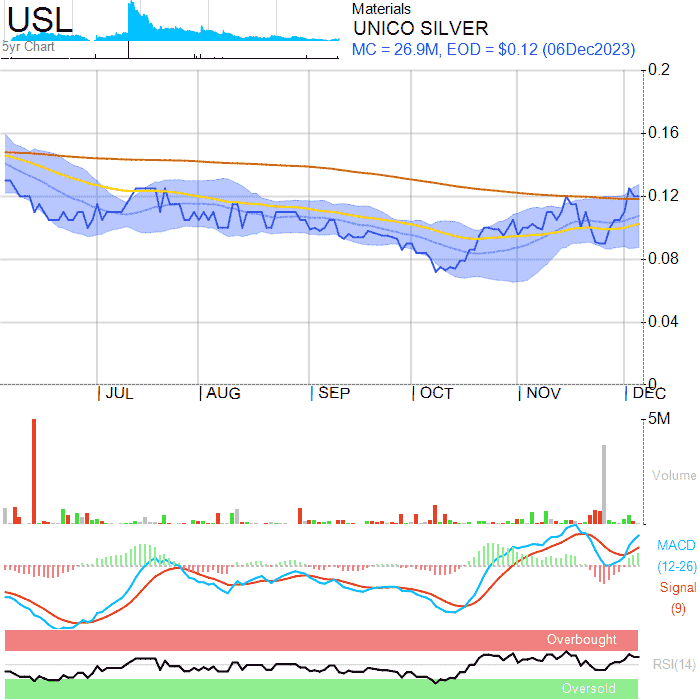 USL
5yr Chart
Materials
UNICO SILVER
MC = 26.9M, EOD = $0.12 (06Dec2023)
0.2
0.16
0.12
0.08
0.04
0
JUL
AUG
SEP
OCT
NOV
DEC
5M
Volume
MACD
(12-26)
Signal
(9)
Overbought
RSI(14)
Oversold